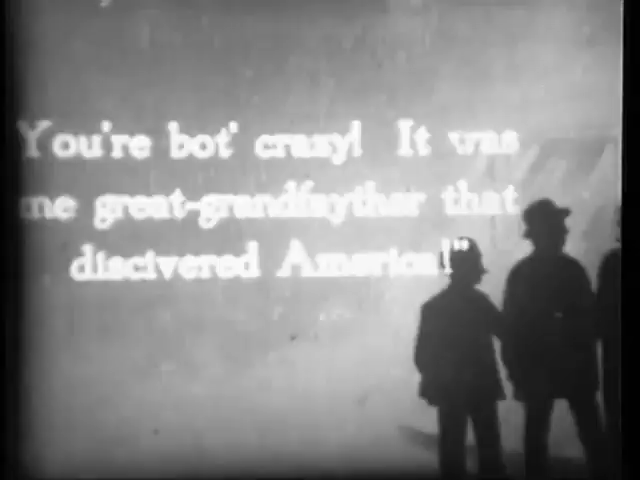 You're bot' crazy! It was
me great-grandfayther that
discivered America!"